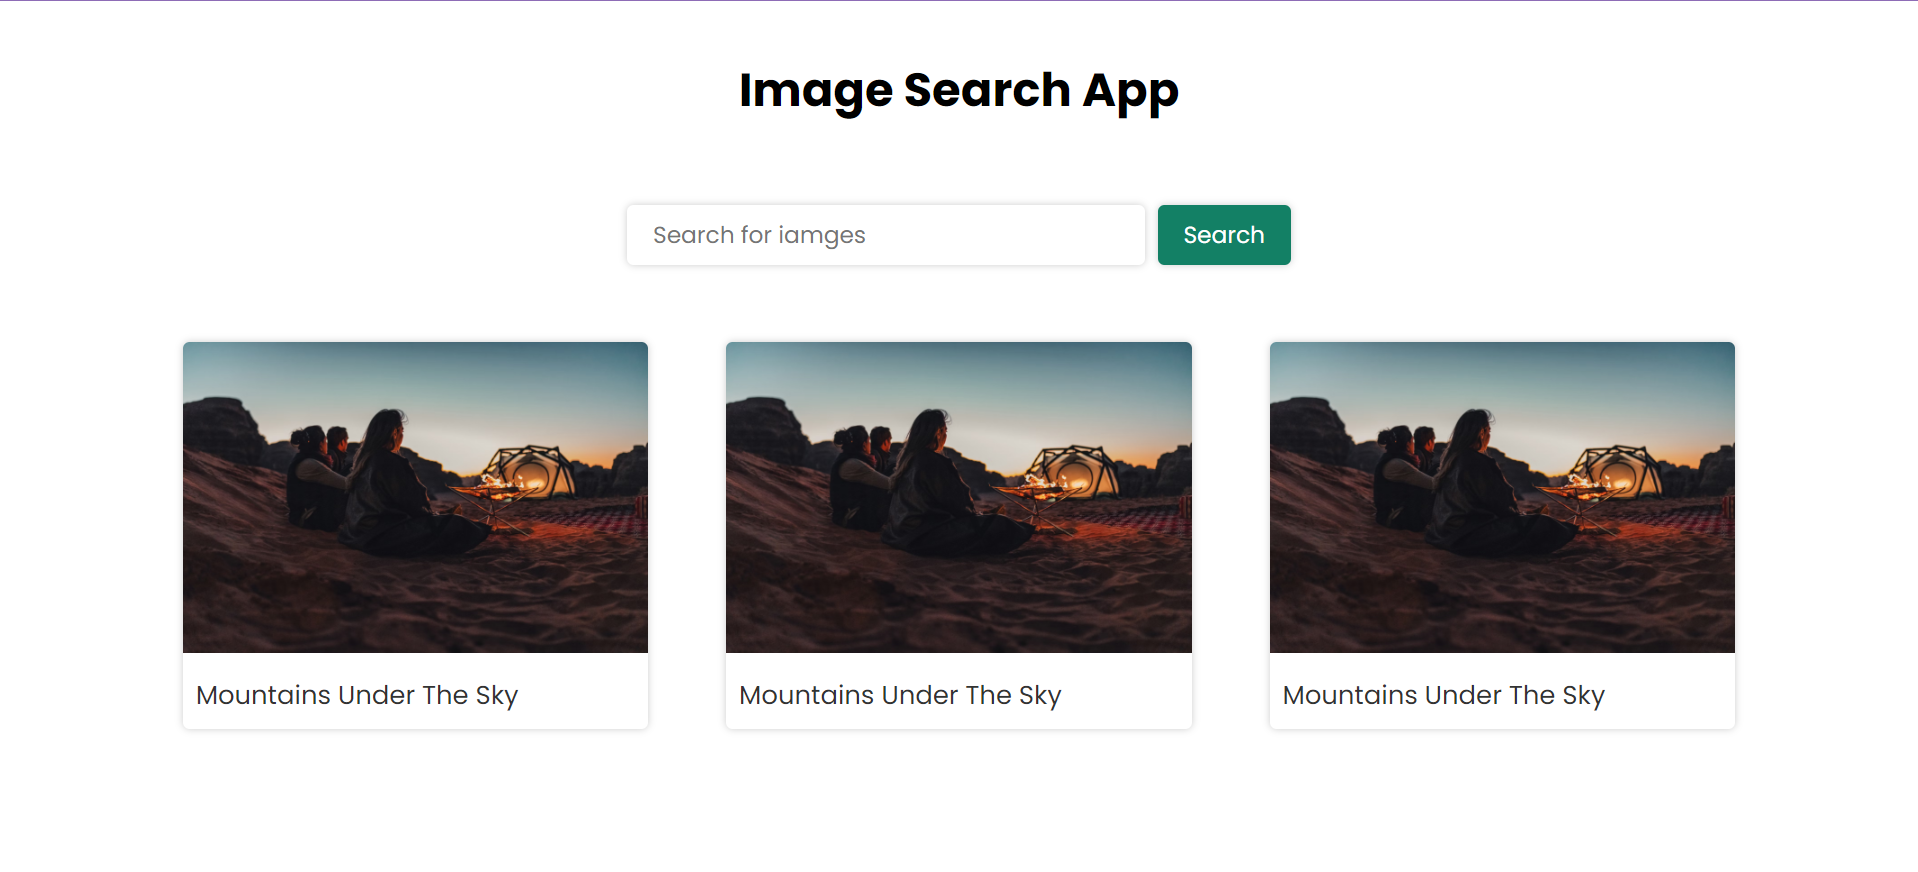 Image Search App
Search for iamges
Search
Mountains Under The Sky
Mountains Under The Sky
Mountains Under The Sky